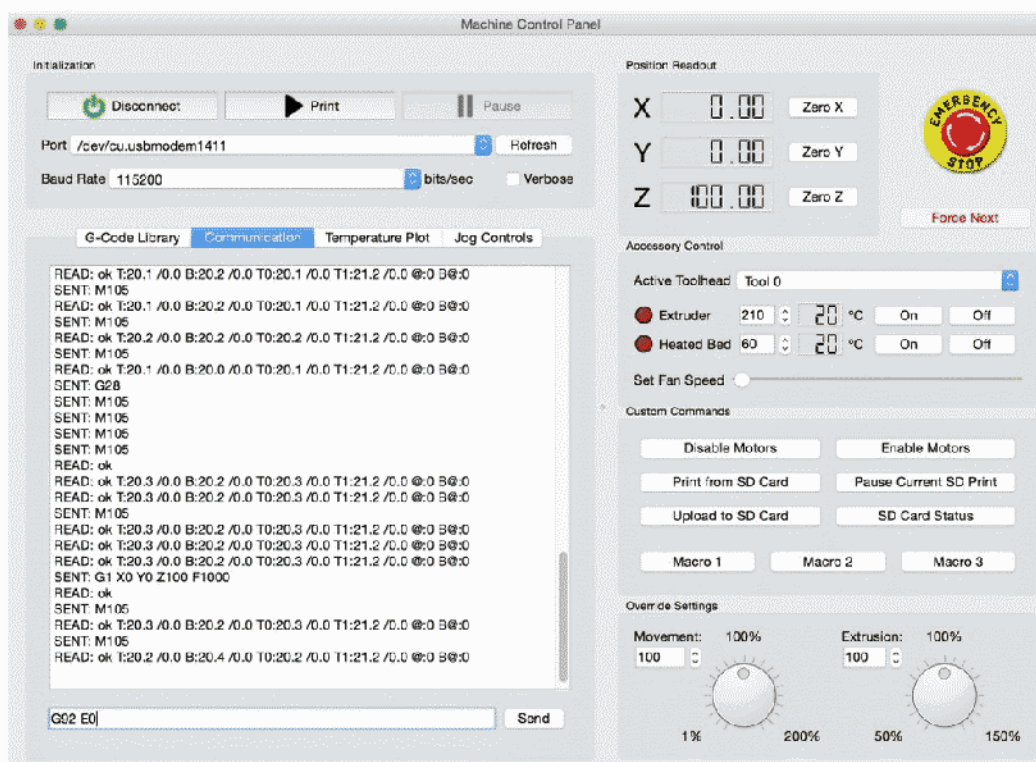 Machine Control Panel
Initialization
Disconnect
Print
Pause
Port /dev/cu.usbmodem1411
Refresh
Baud Rate 115200
bits/sec
Verbose
G-Code Library
Communication
Temperature Plot
Jog Controls
READ: ok T:20.1 /0.0 B:20.2 /0.0 T0:20.1 /0.0 T1:21.2 /0.0 @:0 B@:0
SENT: M105
READ: ok T:20.1 /0.0 B:20.2 /0.0 T0:20.1 /0.0 T1:21.2 /0.0 @:0 B@:0
SENT: M105
READ: ok T:20.2 /0.0 B:20.2 /0.0 T0:20.2 /0.0 T1:21.2 /0.0 @:0 B@:0
SENT: M105
READ: ok T:20.1 /0.0 B:20.0 /0.0 T0:20.1 /0.0 T1:21.2 /0.0 @:0 B@:0
SENT: G28
SENT: M105
SENT: M105
SENT: M105
SENT: M105
READ: ok
READ: ok T:20.3 /0.0 B:20.2 /0.0 T0:20.3 /0.0 T1:21.2 /0.0 @:0 B@:0
READ: ok T:20.3 /0.0 B:20.2 /0.0 T0:20.3 /0.0 T1:21.2 /0.0 @:0 B@:0
SENT: M105
READ: ok T:20.3 /0.0 B:20.2 /0.0 T0:20.3 /0.0 T1:21.2 /0.0 @:0 B@:0
READ: ok T:20.3 /0.0 B:20.2 /0.0 T0:20.3 /0.0 T1:21.2 /0.0 @:0 B@:0
READ: ok T:20.3 /0.0 B:20.2 /0.0 T0:20.3 /0.0 T1:21.2 /0.0 @:0 B@:0
SENT: G1 X0 Y0 Z100 F1000
READ: ok
SENT: M105
READ: ok T:20.3 /0.0 B:20.2 /0.0 T0:20.3 /0.0 T1:21.2 /0.0 @:0 B@:0
SENT: M105
READ: ok T:20.2 /0.0 B:20.4 /0.0 T0:20.2 /0.0 T1:21.2 /0.0 @:0 B@:0
G92 E0
Send
Position Readout
X 0.00 Zero X
Y 0.00 Zero Y
Z 100.00 Zero Z
EMERGENCY
STOP
Force Next
Accessory Control
Active Toolhead Tool 0
Extruder 210 20 °C On Off
Heated Bed 60 20 °C On Off
Set Fan Speed
Custom Commands
Disable Motors
Enable Motors
Print from SD Card
Pause Current SD Print
Upload to SD Card
SD Card Status
Macro 1
Macro 2
Macro 3
Override Settings
Movement: 100%
100
1% 200%
Extrusion: 100%
100
50% 150%